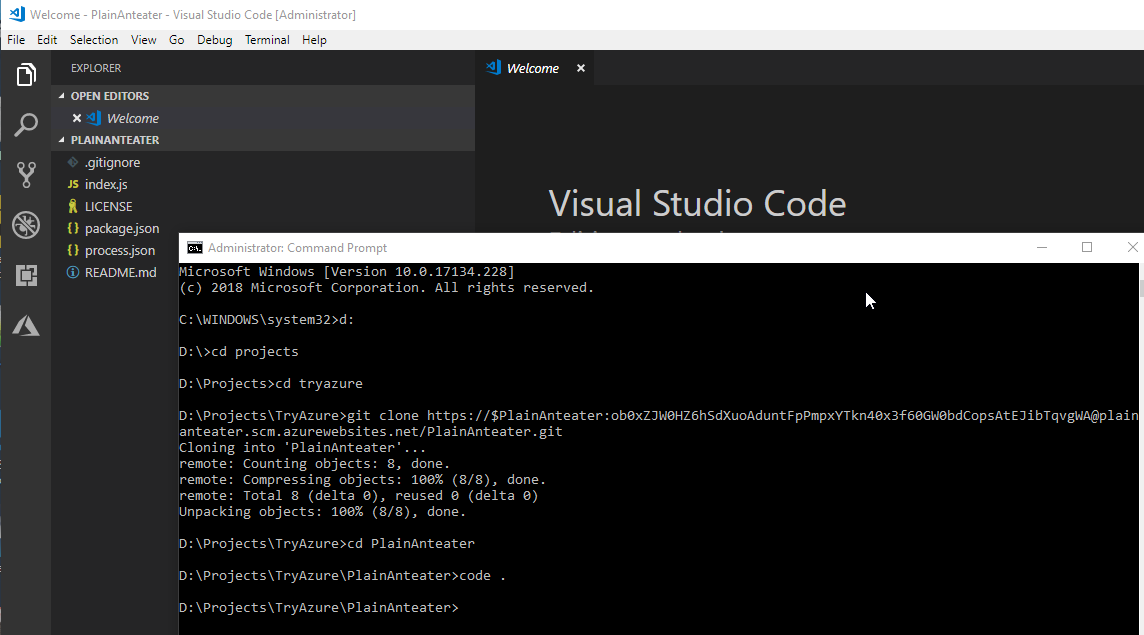 Welcome - PlainAnteater - Visual Studio Code [Administrator]
File Edit Selection View Go Debug Terminal Help
EXPLORER
Welcome
OPEN EDITORS
Welcome
PLAINANTEATER
.gitignore
JS index.js
LICENSE
{} package.json
{} process.json
README.md
Visual Studio Code
Administrator: Command Prompt
Microsoft Windows [Version 10.0.17134.228]
(c) 2018 Microsoft Corporation. All rights reserved.
C:\WINDOWS\system32>d:
D:\>cd projects
D:\Projects>cd tryazure
D:\Projects\TryAzure>git clone https://$PlainAnteater:ob0xZJW0HZ6hSdXuoAduntFpPmpxYTkn40x3f60GW0bdCopsAtEJibTqvgWA@plain
anteater.scm.azurewebsites.net/PlainAnteater.git
Cloning into 'PlainAnteater'...
remote: Counting objects: 8, done.
remote: Compressing objects: 100% (8/8), done.
remote: Total 8 (delta 0), reused 0 (delta 0)
Unpacking objects: 100% (8/8), done.
D:\Projects\TryAzure>cd PlainAnteater
D:\Projects\TryAzure\PlainAnteater>code .
D:\Projects\TryAzure\PlainAnteater>